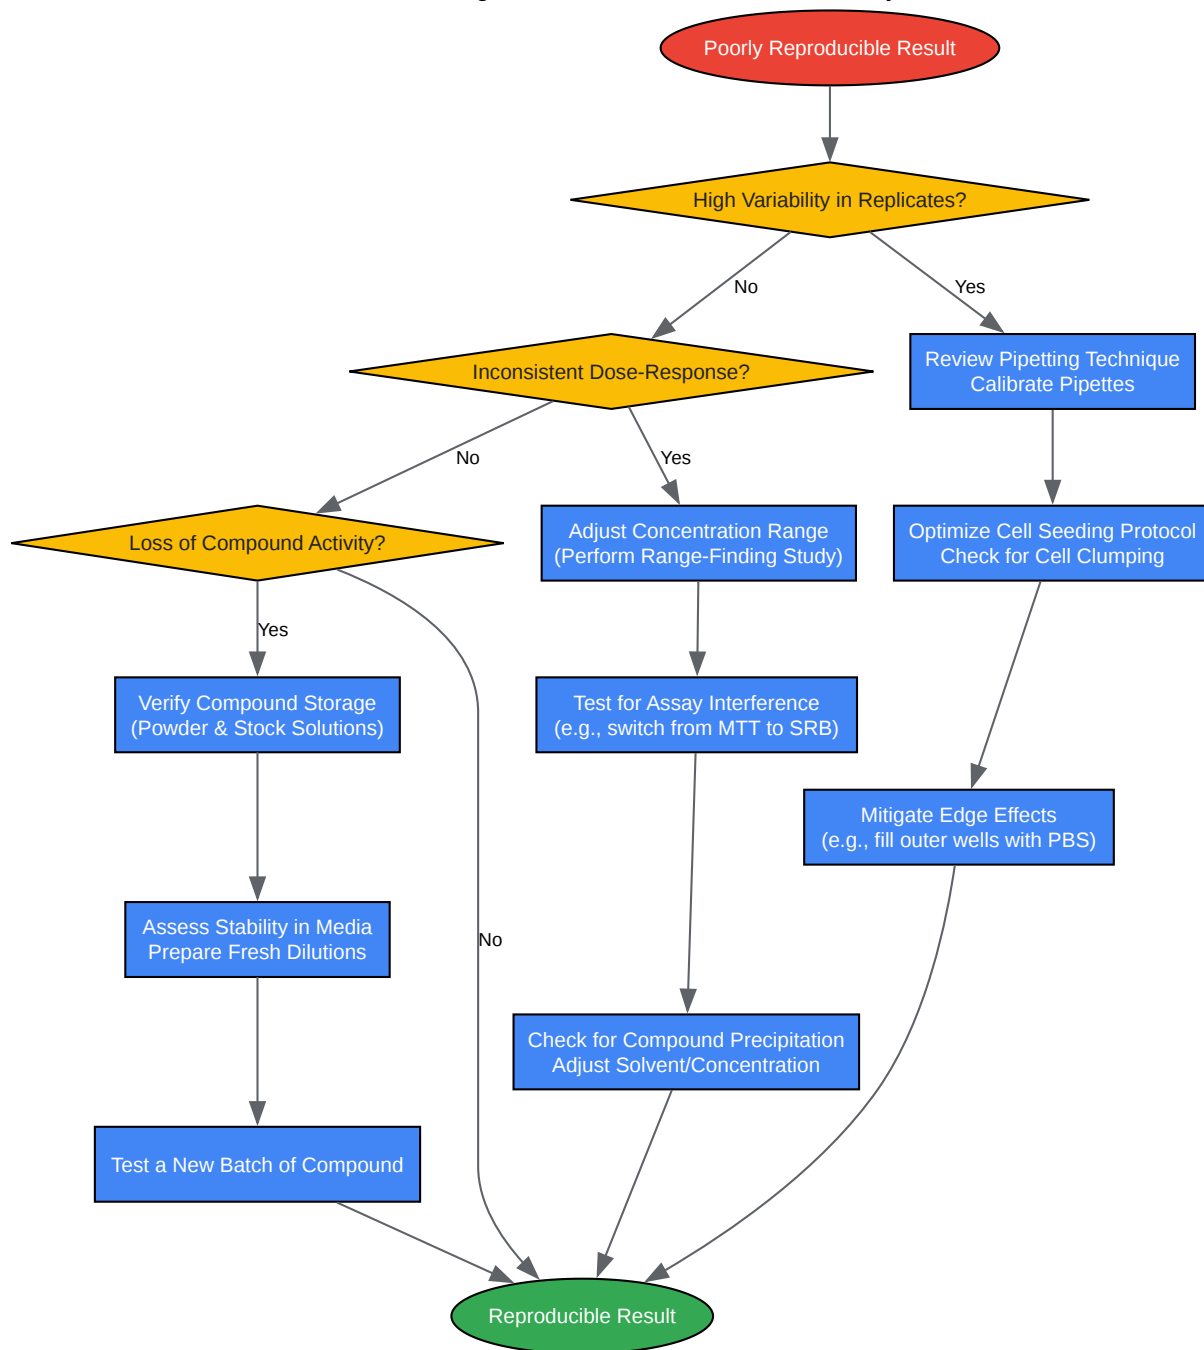 Poorly Reproducible Result
High Variability in Replicates?
No
Yes
Inconsistent Dose-Response?
Review Pipetting Technique
Calibrate Pipettes
No
Yes
Loss of Compound Activity?
Adjust Concentration Range
(Perform Range-Finding Study)
Optimize Cell Seeding Protocol
Check for Cell Clumping
Yes
Verify Compound Storage
(Powder & Stock Solutions)
Test for Assay Interference
(e.g., switch from MTT to SRB)
Mitigate Edge Effects
(e.g., fill outer wells with PBS)
Assess Stability in Media
Prepare Fresh Dilutions
No
Check for Compound Precipitation
Adjust Solvent/Concentration
Test a New Batch of Compound
Reproducible Result